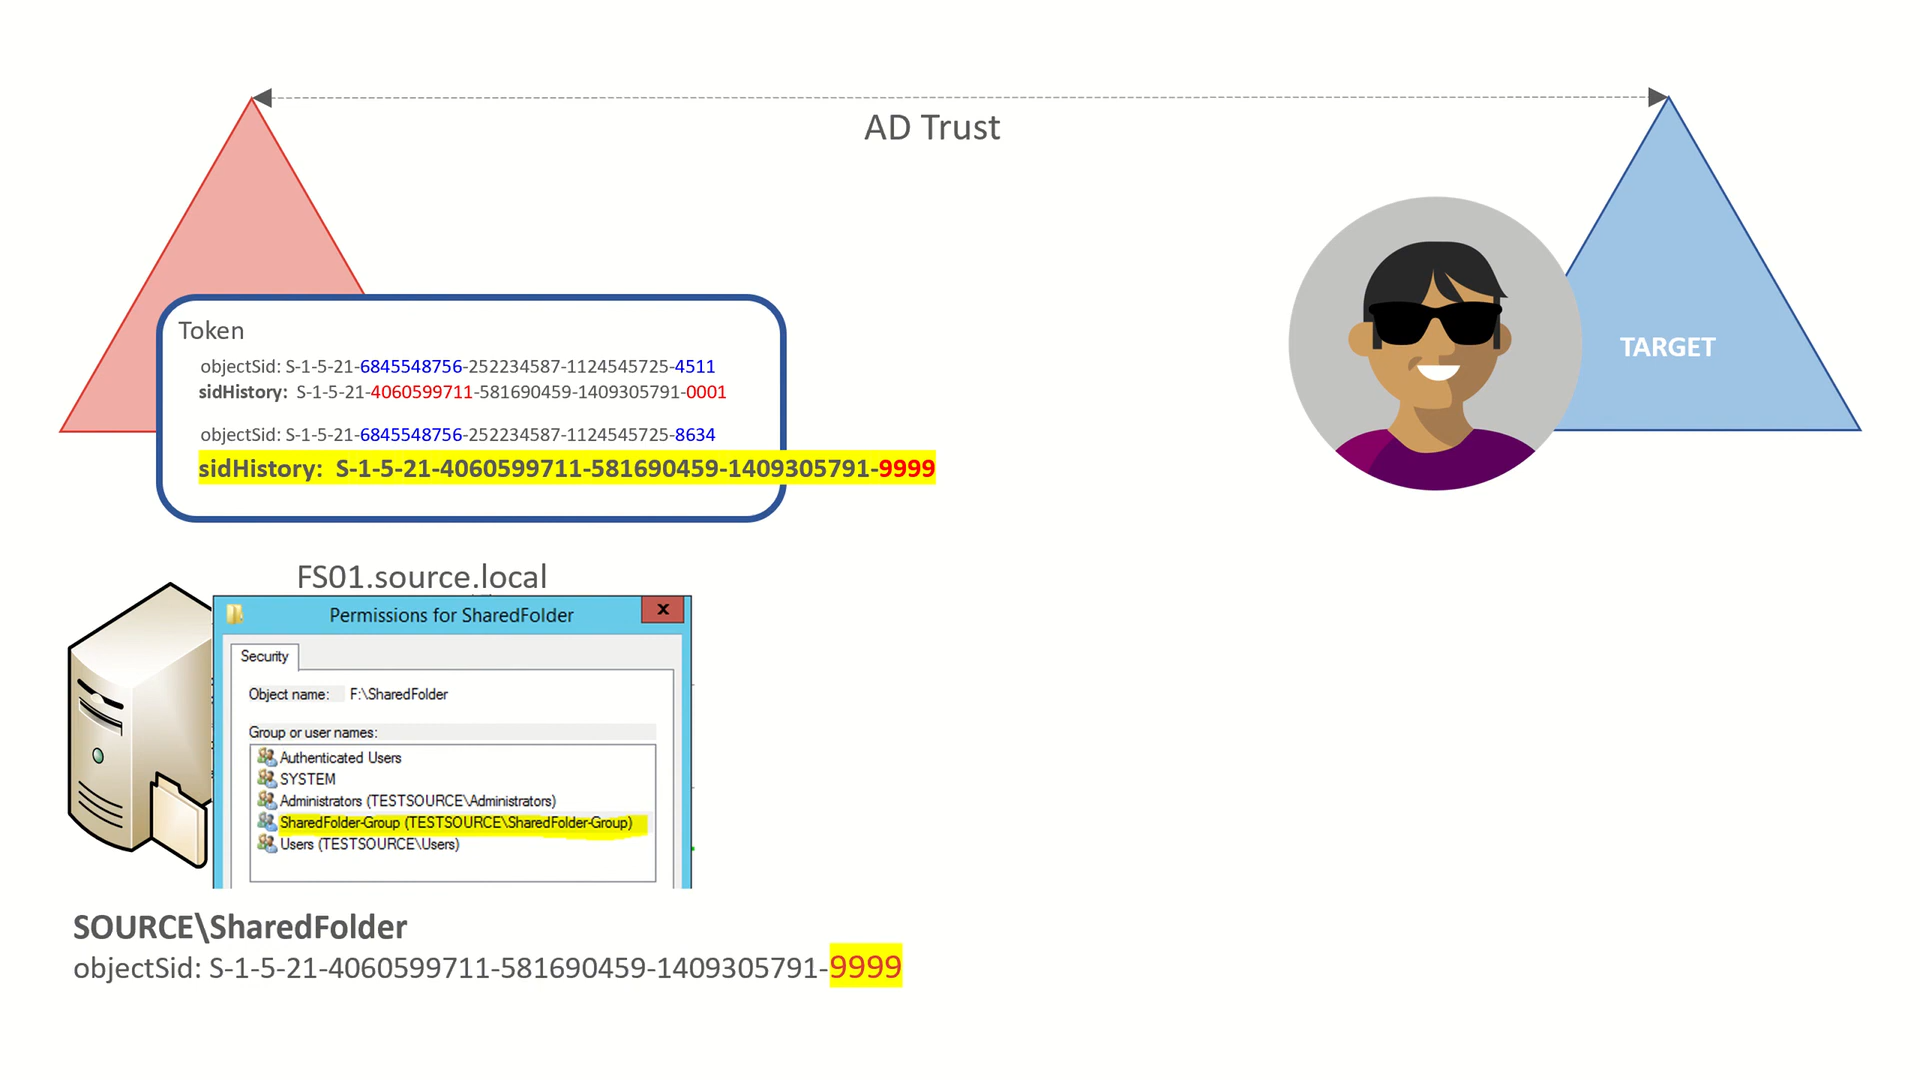 AD Trust
TARGET
Token
objectSid: S-1-5-21-6845548756-252234587-1124545725-4511
sidHistory: S-1-5-21-4060599711-581690459-1409305791-0001
objectSid: S-1-5-21-6845548756-252234587-1124545725-8634
sidHistory: S-1-5-21-4060599711-581690459-1409305791-9999
FS01.source.local
Permissions for SharedFolder
x
Security
Object name: F:\SharedFolder
Group or user names:
Authenticated Users
SYSTEM
Administrators (TESTSOURCE\Administrators)
SharedFolder-Group (TESTSOURCE\SharedFolder-Group)
Users (TESTSOURCE\Users)
SOURCE\SharedFolder
objectSid: S-1-5-21-4060599711-581690459-1409305791-9999